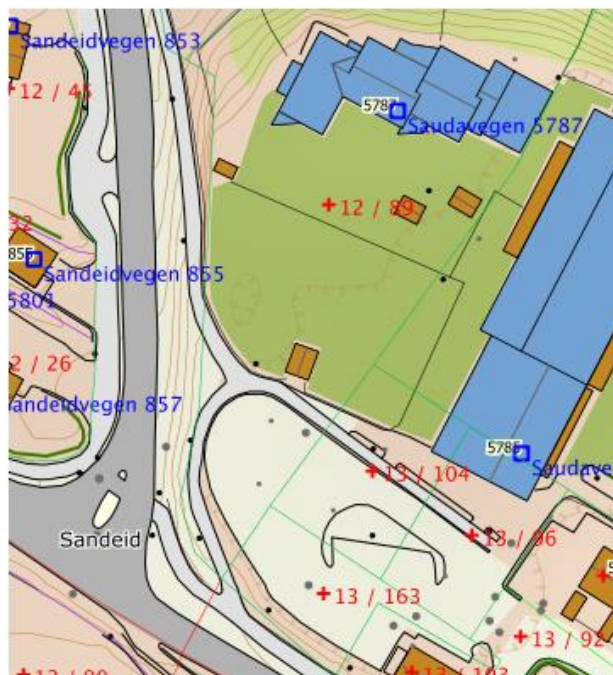 Sandeidvegen 853
12 / 45
5787
Saudavegen 5787
12 / 89
32
855
Sandeidvegen 855
5801
2 / 26
andeidvegen 857
5785
Saudave
13 / 104
13 / 96
Sandeid
13 / 163
13 / 92